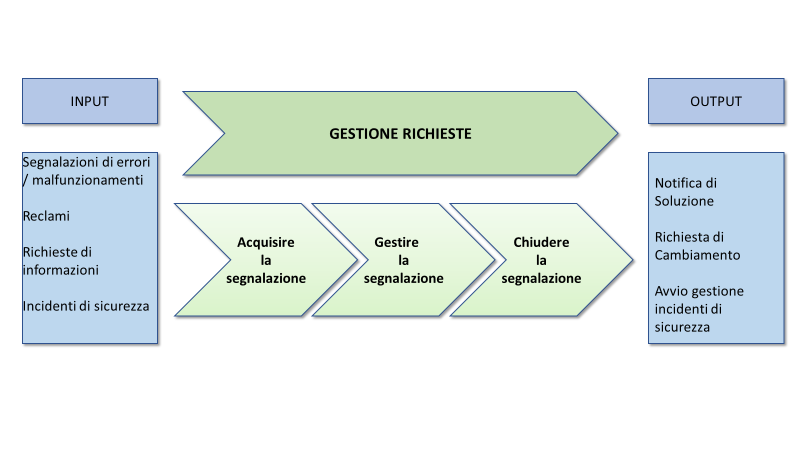 INPUT
GESTIONE RICHIESTE
OUTPUT
Segnalazioni di errori
/ malfunzionamenti
Reclami
Richieste di
informazioni
Incidenti di sicurezza
Acquisire
la
segnalazione
Gestire
la
segnalazione
Chiudere
la
segnalazione
Notifica di
Soluzione
Richiesta di
Cambiamento
Avvio gestione
incidenti di
sicurezza